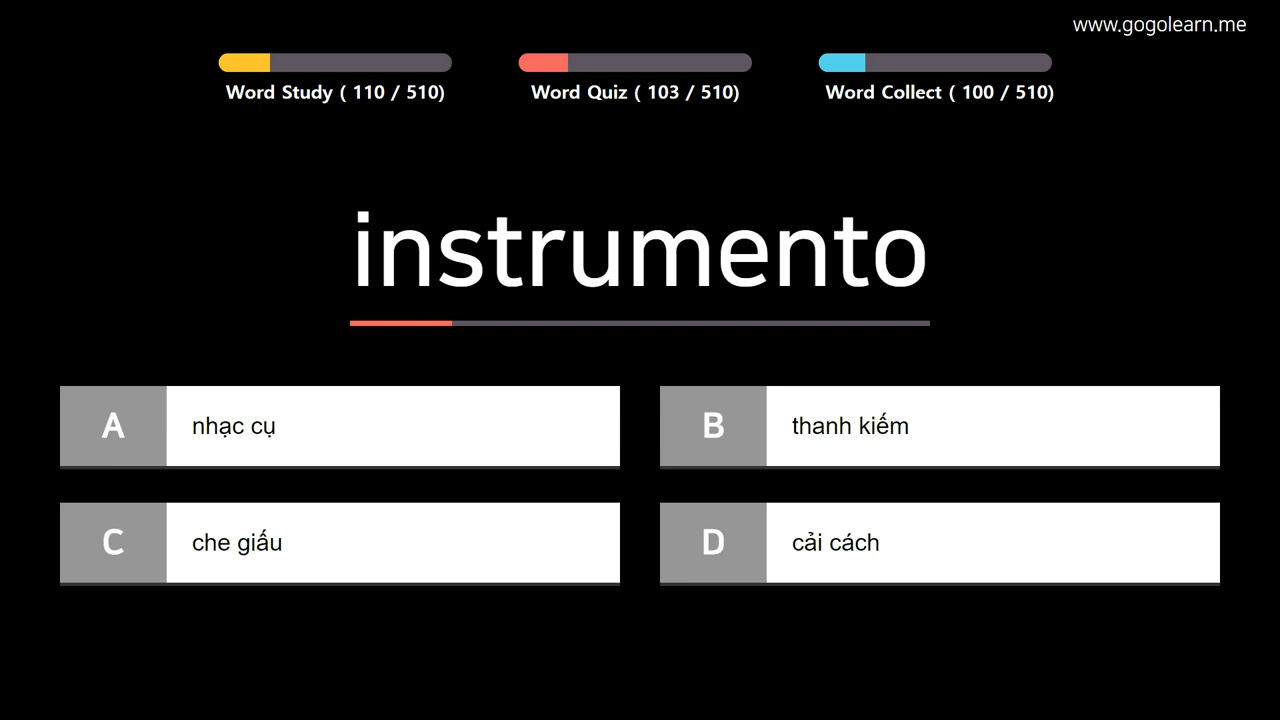 www.gogolearn.me
Word Study ( 110 / 510)
Word Quiz ( 103 / 510)
Word Collect ( 100 / 510)
instrumento
A nhạc cụ
B thanh kiếm
C che giấu
D cải cách